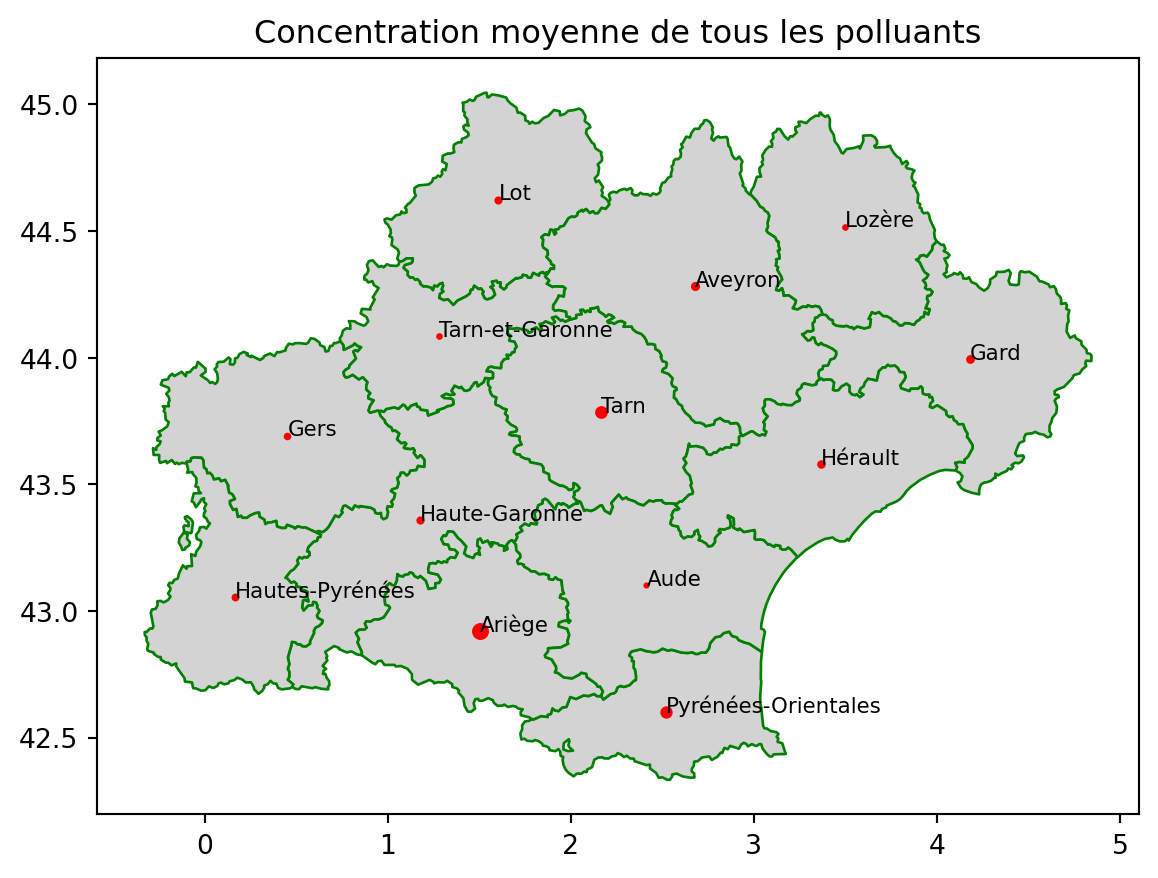 Concentration moyenne de tous les polluants
45.0
Lot
Lozère
44.5
Aveyron
Tarn-et-Garonne
44.0
Gard
Tarn
Gers
Hérault
43.5
Haute-Garonne
Aude
Hautes-Pyrénées
43.0
Ariège
Pyrénées-Orientales
42.5
0 1 2 3 4 5